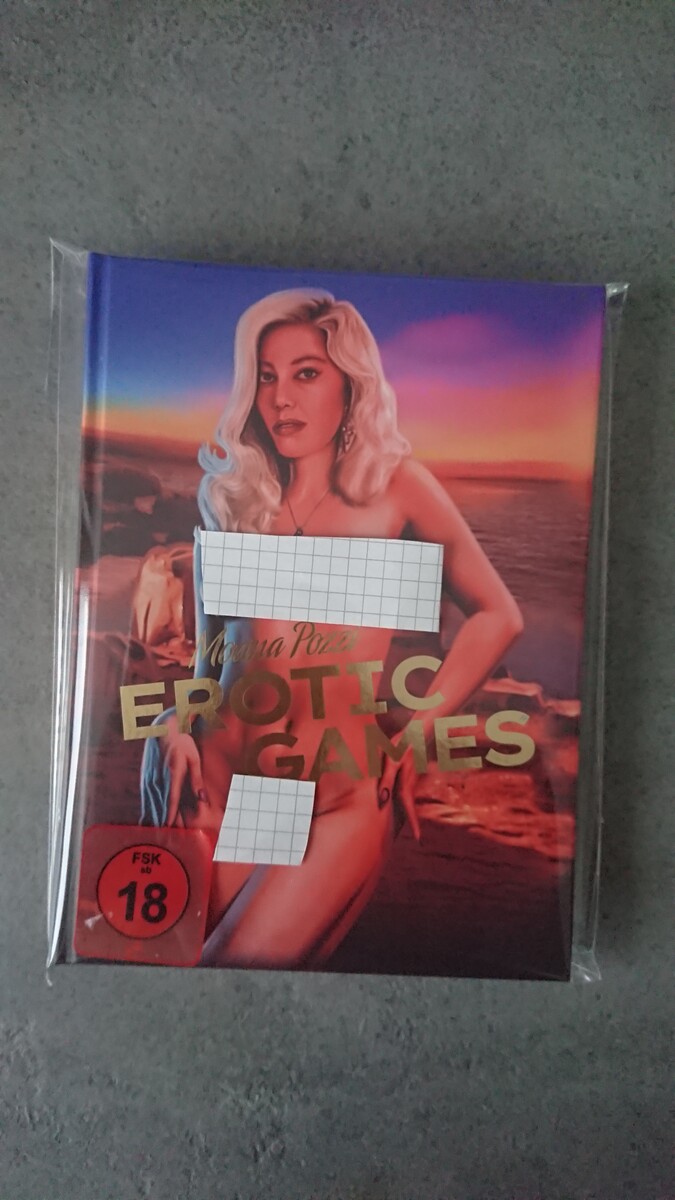 Moana Pozzi
EROTIC
GAMES
FSK
ab
18